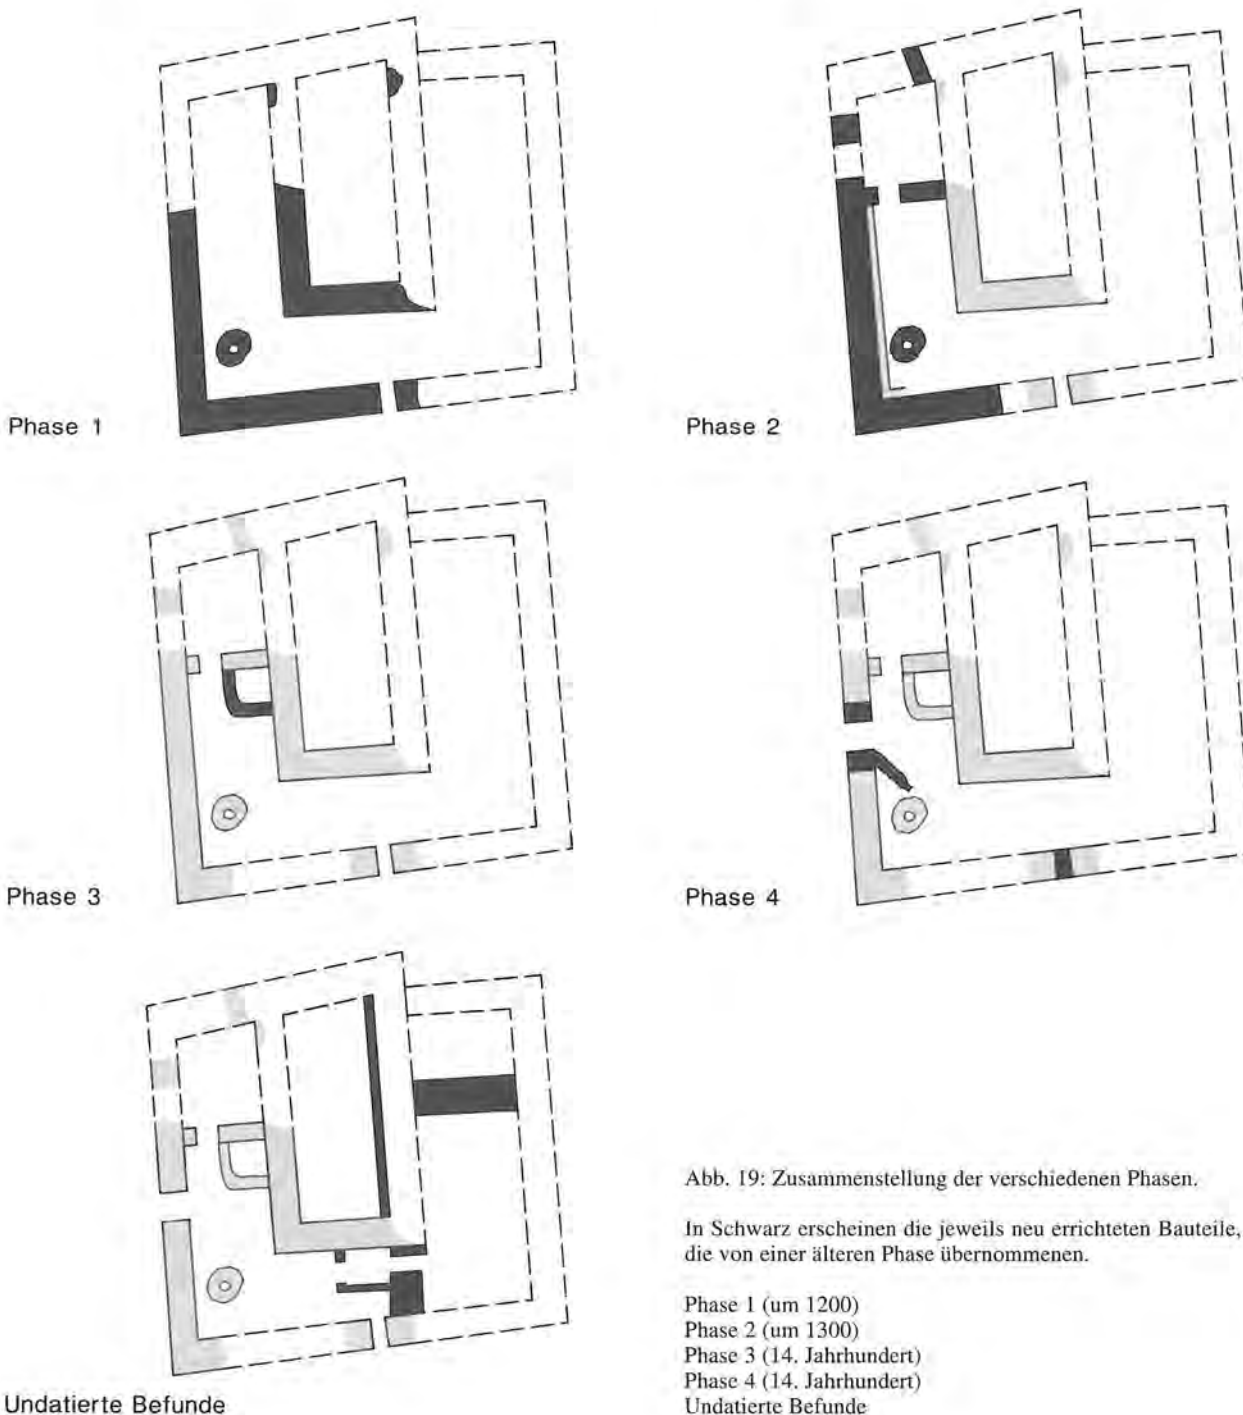 Phase 1
Phase 2
Phase 3
Phase 4
Undatierte Befunde
Abb. 19: Zusammenstellung der verschiedenen Phasen.
In Schwarz erscheinen die jeweils neu errichteten Bauteile,
die von einer älteren Phase übernommenen.
Phase 1 (um 1200)
Phase 2 (um 1300)
Phase 3 (14. Jahrhundert)
Phase 4 (14. Jahrhundert)
Undatierte Befunde